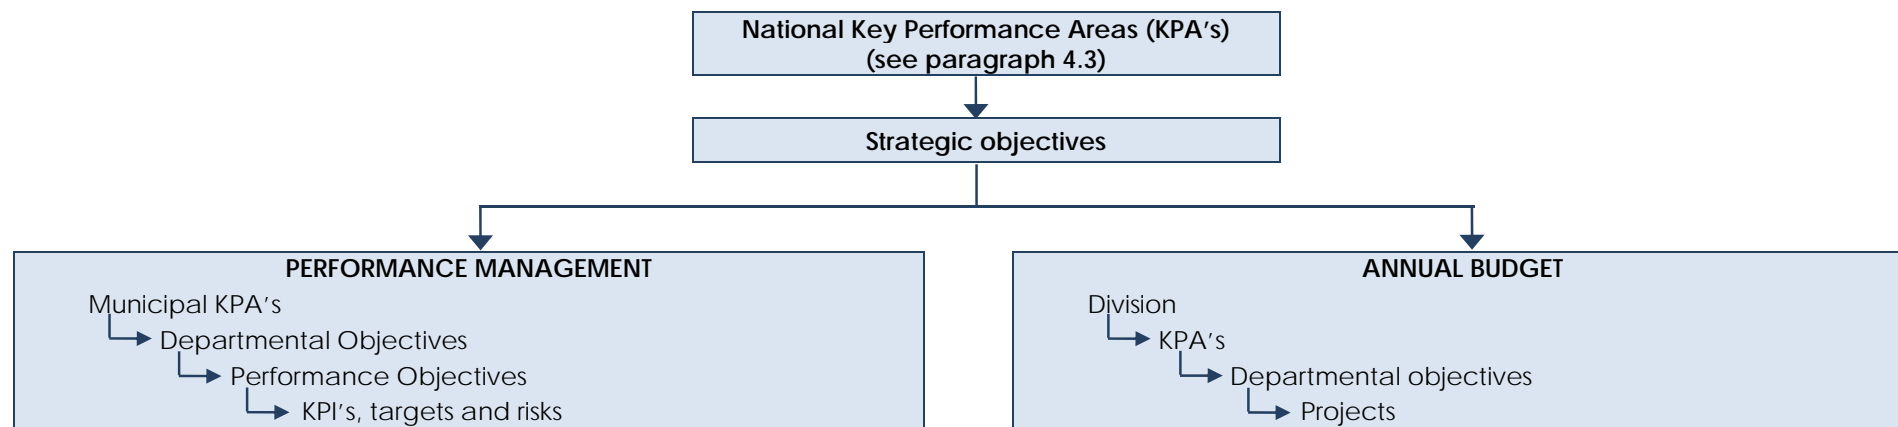 National Key Performance Areas (KPA's)
(see paragraph 4.3)
Strategic objectives
PERFORMANCE MANAGEMENT
Municipal KPA's
Departmental Objectives
Performance Objectives
KPI's, targets and risks
ANNUAL BUDGET
Division
KPA's
Departmental objectives
Projects